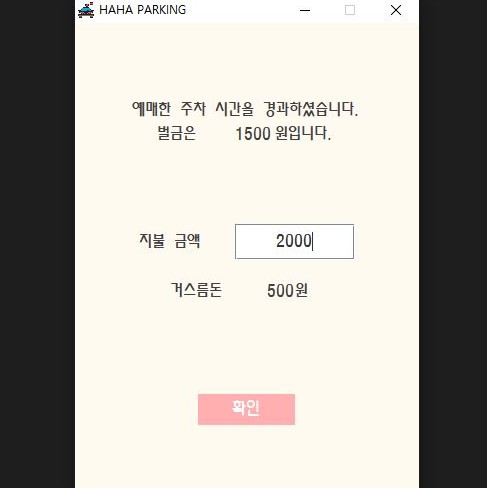 HAHA PARKING
예매한 주차 시간을 경과하셨습니다.
벌금은 1500 원입니다.
지불 금액 2000
거스름돈 500원
확인